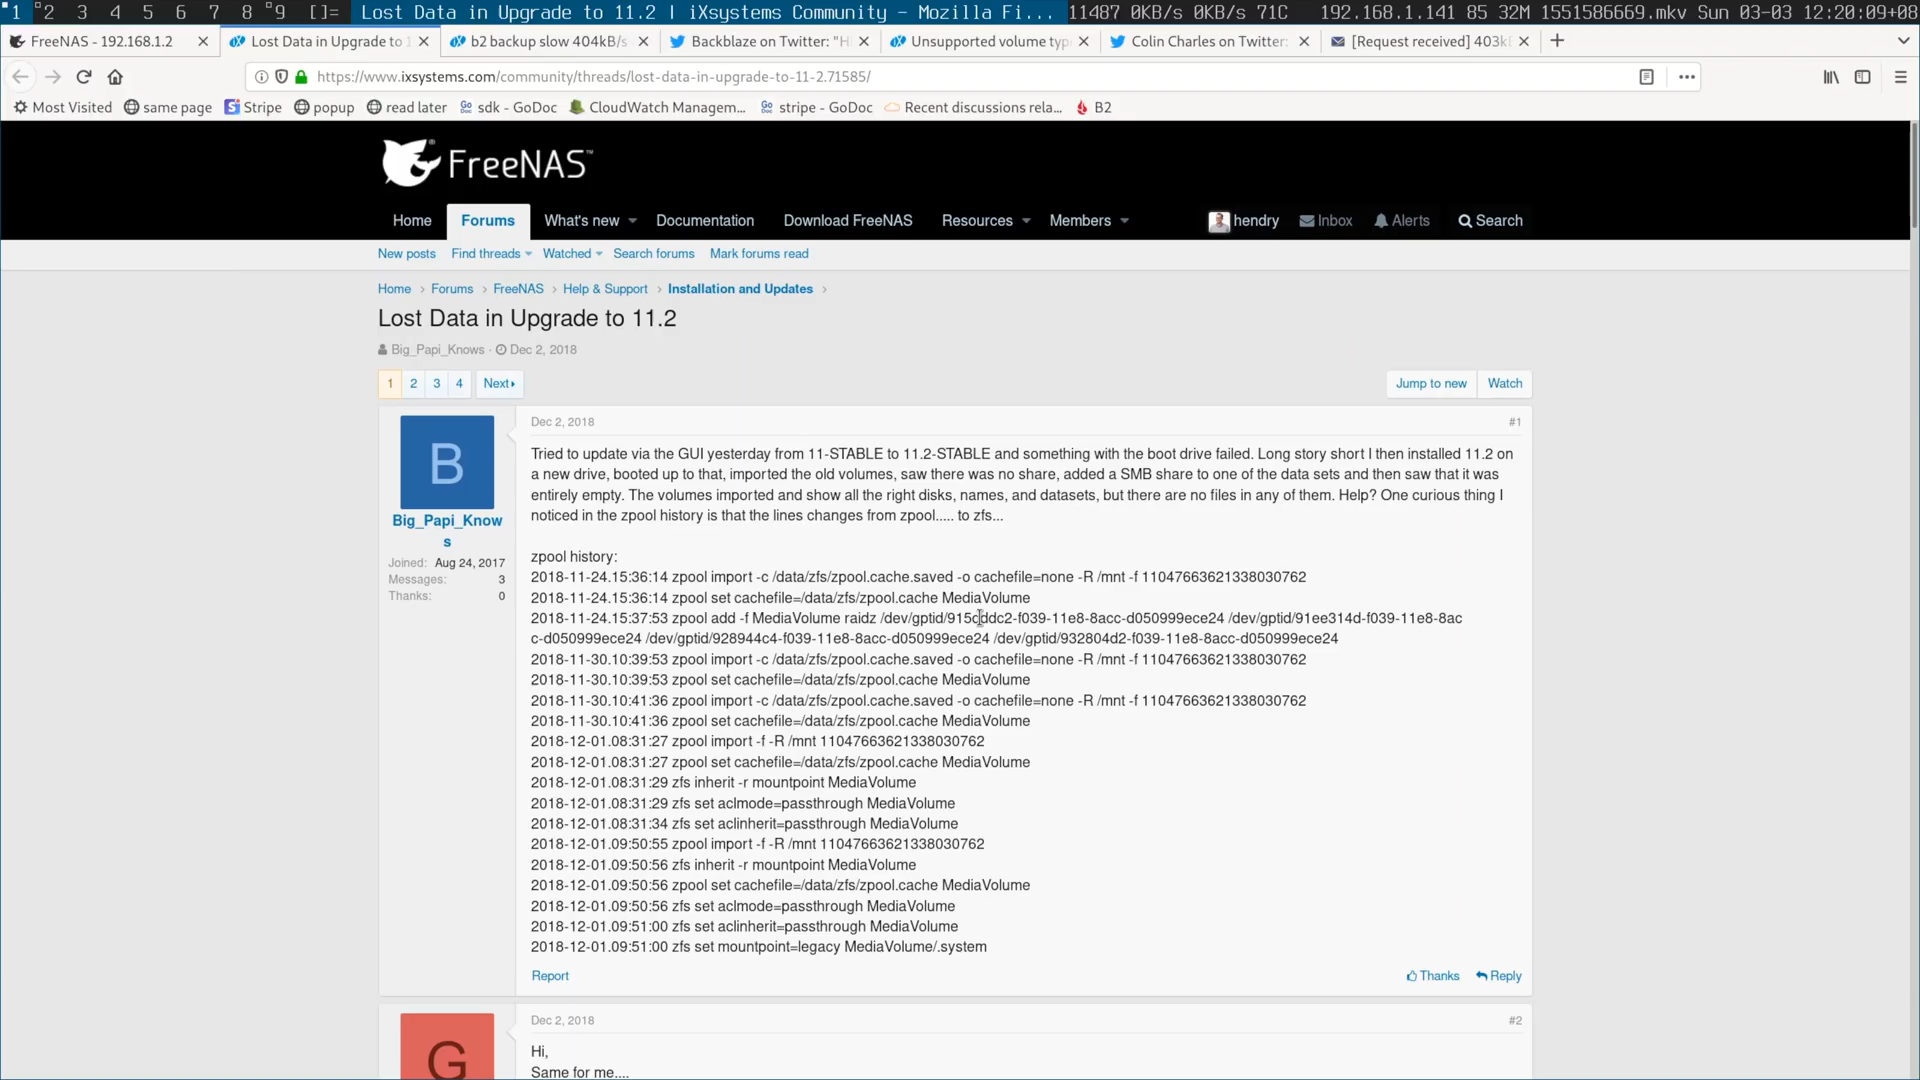 1 2 3 4 5 6 7 8 9 []= Lost Data in Upgrade to 11.2 | iXsystems Community - Mozilla Fi... 11487 0KB/s 0KB/s 71C 192.168.1.141 85 32M 1551586669.mkv Sun 03-03 12:20:09+08
FreeNAS - 192.168.1.2 Lost Data in Upgrade to 1 b2 backup slow 404kB/s Backblaze on Twitter: "H Unsupported volume typ Colin Charles on Twitter: [Request received] 403k
https://www.ixsystems.com/community/threads/lost-data-in-upgrade-to-11-2.71585/
Most Visited same page Stripe popup read later sdk - GoDoc CloudWatch Managem... stripe - GoDoc Recent discussions rela... B2
FreeNAS™
Home Forums What's new Documentation Download FreeNAS Resources Members hendry Inbox Alerts Search
New posts Find threads Watched Search forums Mark forums read
Home > Forums > FreeNAS > Help & Support > Installation and Updates >
Lost Data in Upgrade to 11.2
Big_Papi_Knows · Dec 2, 2018
1 2 3 4 Next Jump to new Watch
B
Big_Papi_Know
s
Joined: Aug 24, 2017
Messages: 3
Thanks: 0
Dec 2, 2018 #1
Tried to update via the GUI yesterday from 11-STABLE to 11.2-STABLE and something with the boot drive failed. Long story short I then installed 11.2 on
a new drive, booted up to that, imported the old volumes, saw there was no share, added a SMB share to one of the data sets and then saw that it was
entirely empty. The volumes imported and show all the right disks, names, and datasets, but there are no files in any of them. Help? One curious thing I
noticed in the zpool history is that the lines changes from zpool..... to zfs...
zpool history:
2018-11-24.15:36:14 zpool import -c /data/zfs/zpool.cache.saved -o cachefile=none -R /mnt -f 11047663621338030762
2018-11-24.15:36:14 zpool set cachefile=/data/zfs/zpool.cache MediaVolume
2018-11-24.15:37:53 zpool add -f MediaVolume raidz /dev/gptid/915cddc2-f039-11e8-8acc-d050999ece24 /dev/gptid/91ee314d-f039-11e8-8ac
c-d050999ece24 /dev/gptid/928944c4-f039-11e8-8acc-d050999ece24 /dev/gptid/932804d2-f039-11e8-8acc-d050999ece24
2018-11-30.10:39:53 zpool import -c /data/zfs/zpool.cache.saved -o cachefile=none -R /mnt -f 11047663621338030762
2018-11-30.10:39:53 zpool set cachefile=/data/zfs/zpool.cache MediaVolume
2018-11-30.10:41:36 zpool import -c /data/zfs/zpool.cache.saved -o cachefile=none -R /mnt -f 11047663621338030762
2018-11-30.10:41:36 zpool set cachefile=/data/zfs/zpool.cache MediaVolume
2018-12-01.08:31:27 zpool import -f -R /mnt 11047663621338030762
2018-12-01.08:31:27 zpool set cachefile=/data/zfs/zpool.cache MediaVolume
2018-12-01.08:31:29 zfs inherit -r mountpoint MediaVolume
2018-12-01.08:31:29 zfs set aclmode=passthrough MediaVolume
2018-12-01.08:31:34 zfs set aclinherit=passthrough MediaVolume
2018-12-01.09:50:55 zpool import -f -R /mnt 11047663621338030762
2018-12-01.09:50:56 zfs inherit -r mountpoint MediaVolume
2018-12-01.09:50:56 zpool set cachefile=/data/zfs/zpool.cache MediaVolume
2018-12-01.09:50:56 zfs set aclmode=passthrough MediaVolume
2018-12-01.09:51:00 zfs set aclinherit=passthrough MediaVolume
2018-12-01.09:51:00 zfs set mountpoint=legacy MediaVolume/.system
Report Thanks Reply
G
Dec 2, 2018 #2
Hi,
Same for me....